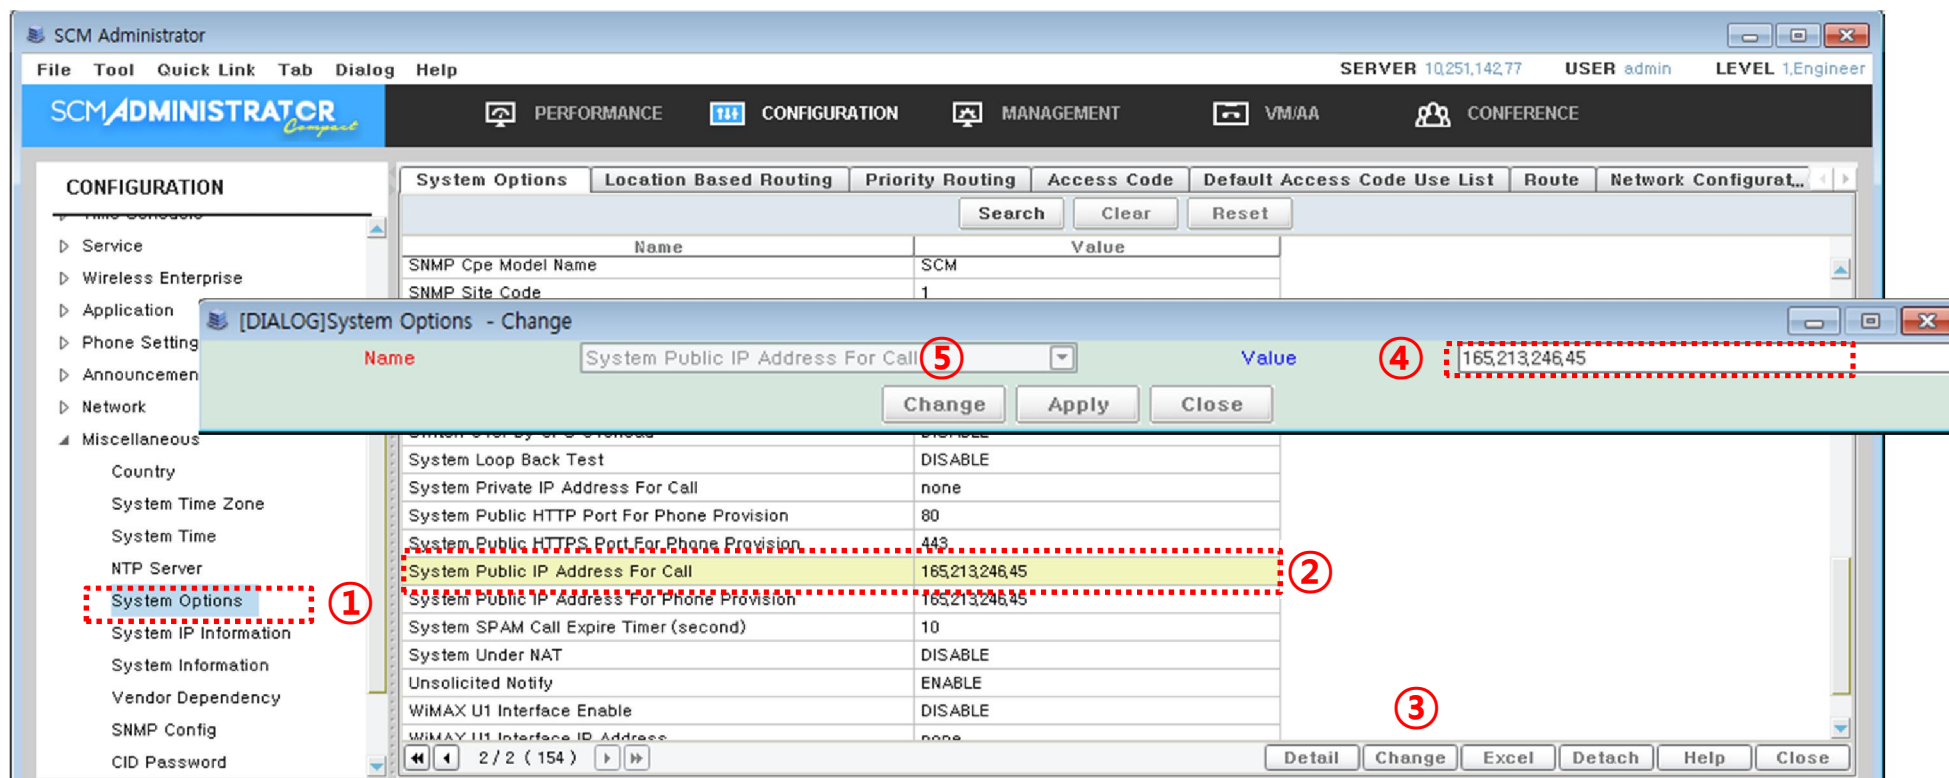 SCM Administrator
File Tool Quick Link Tab Dialog Help SERVER 10,251,142,77 USER admin LEVEL 1,Engineer
SCM ADMINISTRATOR Compact PERFORMANCE CONFIGURATION MANAGEMENT VM/AA CONFERENCE
CONFIGURATION
System Options Location Based Routing Priority Routing Access Code Default Access Code Use List Route Network Configurat...
Search Clear Reset
Time Schedule
Service
Wireless Enterprise
Application
Phone Setting
Announcemen
Network
Miscellaneous
Country
System Time Zone
System Time
NTP Server
System Options ①
System IP Information
System Information
Vendor Dependency
SNMP Config
CID Password
Name Value
SNMP Cpe Model Name SCM
SNMP Site Code 1
[DIALOG]System Options - Change
Name System Public IP Address For Call ⑤ Value ④ 165,213,246,45
Change Apply Close
DISABLE
System Loop Back Test DISABLE
System Private IP Address For Call none
System Public HTTP Port For Phone Provision 80
System Public HTTPS Port For Phone Provision 443
System Public IP Address For Call 165,213,246,45 ②
System Public IP Address For Phone Provision 165,213,246,45
System SPAM Call Expire Timer (second) 10
System Under NAT DISABLE
Unsolicited Notify ENABLE
WiMAX U1 Interface Enable DISABLE
WiMAX U1 Interface IP Address none
③
2 / 2 ( 154 ) Detail Change Excel Detach Help Close